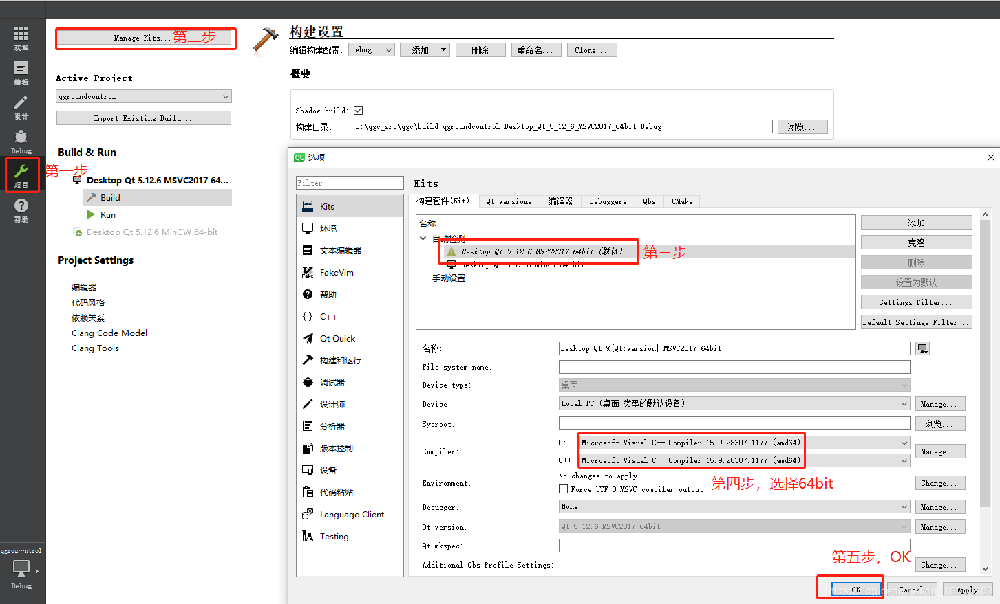 欢迎
编辑
设计
Debug
项目
帮助
qgrou···ntrol
Debug
Manage Kits...
第二步
第一步
Active Project
qgroundcontrol
Import Existing Build...
Build & Run
Desktop Qt 5.12.6 MSVC2017 64...
Build
Run
Desktop Qt 5.12.6 MinGW 64-bit
Project Settings
编辑器
代码风格
依赖关系
Clang Code Model
Clang Tools
构建设置
编辑构建配置: Debug 添加 删除 重命名... Clone...
概要
Shadow build:
构建目录: D:\qgc_src\qgc\build-qgroundcontrol-Desktop_Qt_5_12_6_MSVC2017_64bit-Debug 浏览...
QC 选项
Filter
Kits
环境
文本编辑器
FakeVim
帮助
C++
Qt Quick
构建和运行
调试器
设计师
分析器
版本控制
设备
代码粘贴
Language Client
Testing
Kits
构建套件(Kit) Qt Versions 编译器 Debuggers Qbs CMake
名称
自动检测
Desktop Qt 5.12.6 MSVC2017 64bit (默认)
第三步
Desktop Qt 5.12.6 MinGW 64-bit
手动设置
添加
克隆
删除
设置为默认
Settings Filter...
Default Settings Filter...
名称: Desktop Qt %{Qt:Version} MSVC2017 64bit
File system name:
Device type: 桌面
Device: Local PC (桌面 类型的默认设备) Manage...
Sysroot: 浏览...
Compiler: C: Microsoft Visual C++ Compiler 15.9.28307.1177 (amd64)
C++: Microsoft Visual C++ Compiler 15.9.28307.1177 (amd64)
Manage...
Environment: No changes to apply.
Force UTF-8 MSVC compiler output
第四步，选择64bit
Change...
Debugger: None Manage...
Qt version: Qt 5.12.6 MSVC2017 64bit Manage...
Qt mkspec:
第五步，OK
Additional Qbs Profile Settings: Change...
OK Cancel Apply